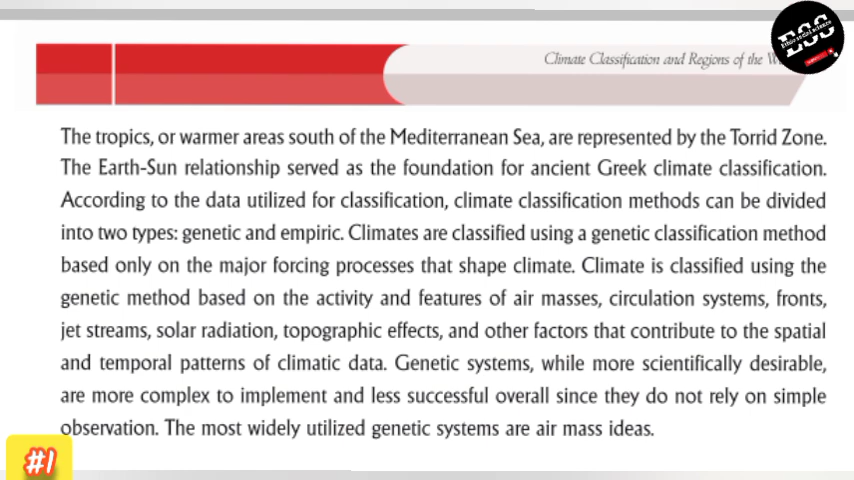 Climate Classification and Regions of the
The tropics, or warmer areas south of the Mediterranean Sea, are represented by the Torrid Zone.
The Earth-Sun relationship served as the foundation for ancient Greek climate classification.
According to the data utilized for classification, climate classification methods can be divided
into two types: genetic and empiric. Climates are classified using a genetic classification method
based only on the major forcing processes that shape climate. Climate is classified using the
genetic method based on the activity and features of air masses, circulation systems, fronts,
jet streams, solar radiation, topographic effects, and other factors that contribute to the spatial
and temporal patterns of climatic data. Genetic systems, while more scientifically desirable,
are more complex to implement and less successful overall since they do not rely on simple
observation. The most widely utilized genetic systems are air mass ideas.
#1